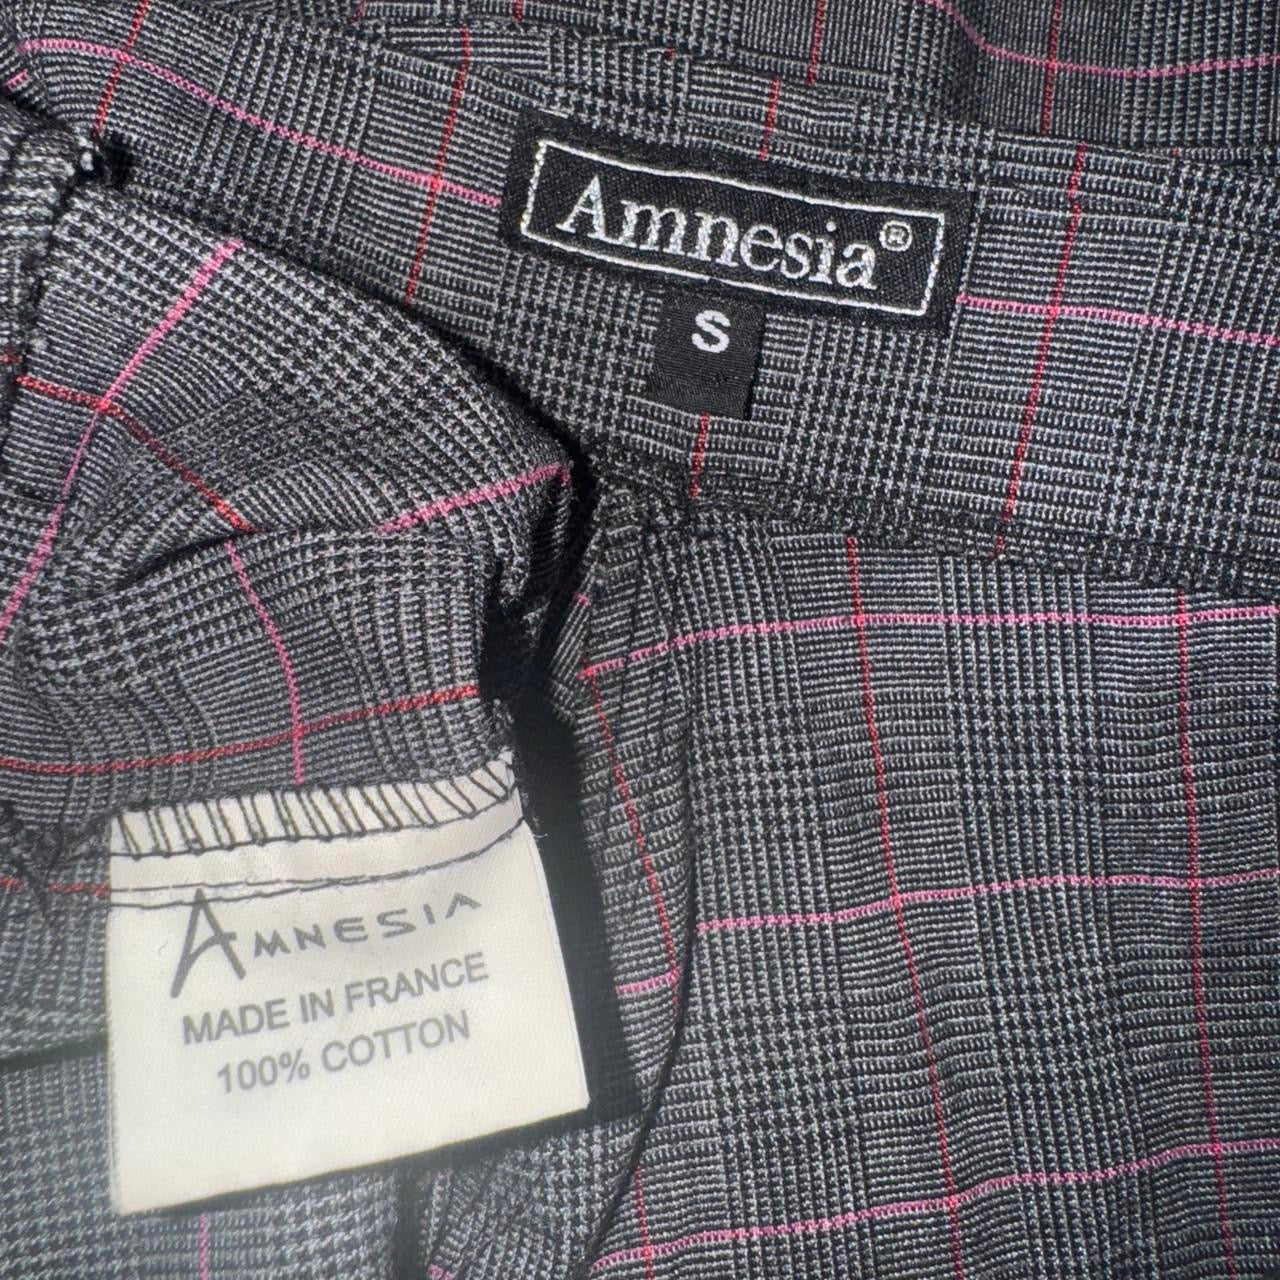 Amnesia®
S
AMNESIA
MADE IN FRANCE
100% COTTON